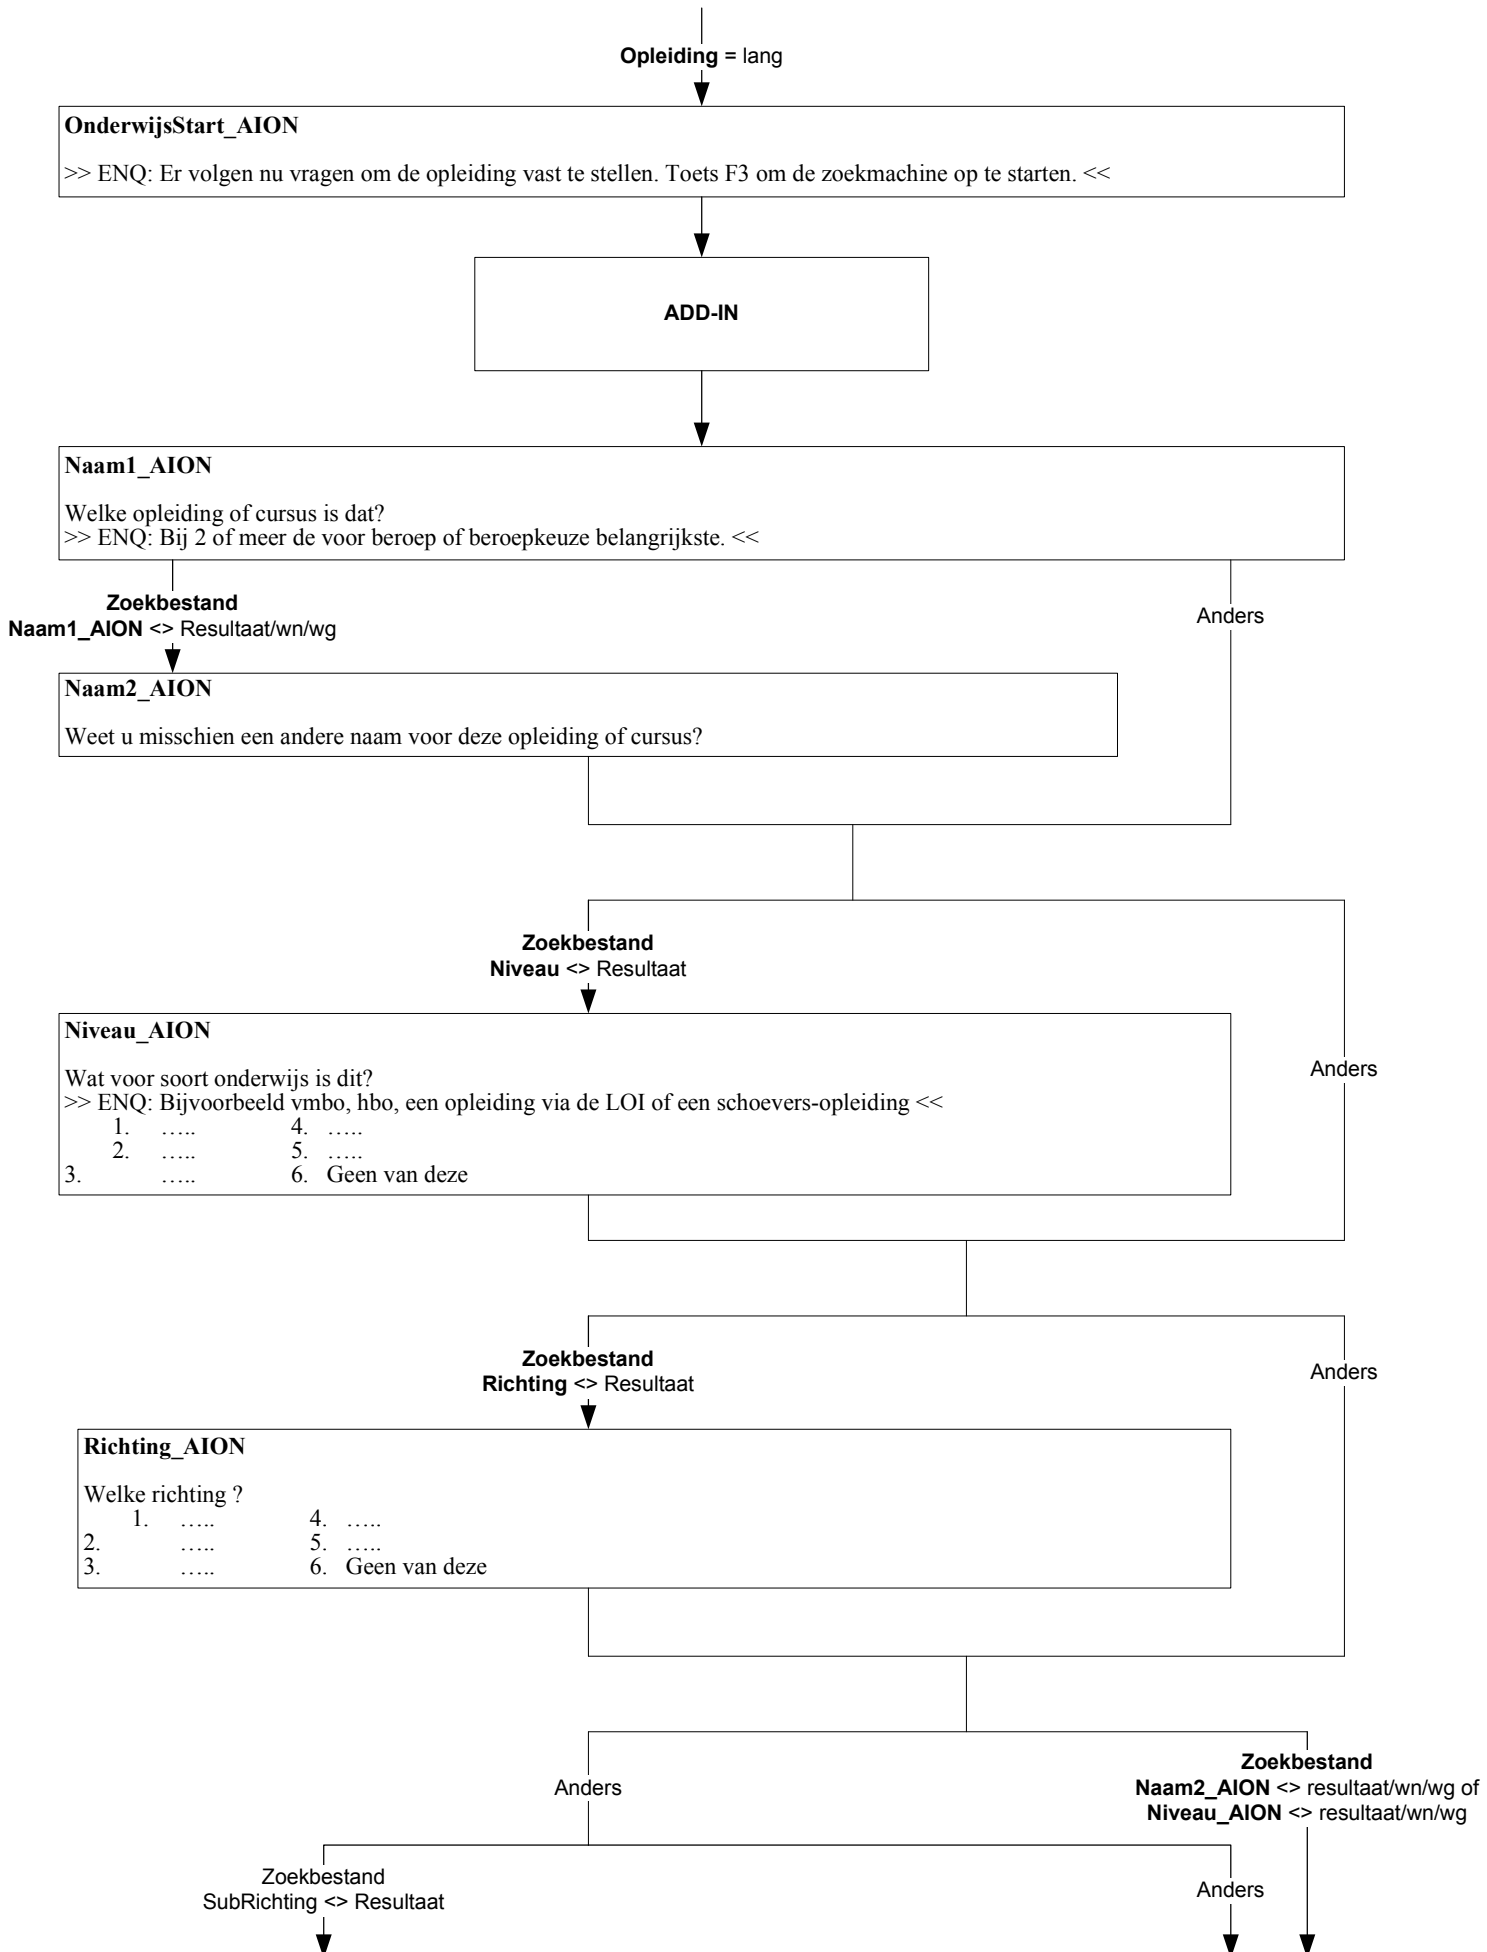 Opleiding = lang
OnderwijsStart_AION
>> ENQ: Er volgen nu vragen om de opleiding vast te stellen. Toets F3 om de zoekmachine op te starten. <<
ADD-IN
Naam1_AION
Welke opleiding of cursus is dat?
>> ENQ: Bij 2 of meer de voor beroep of beroepkeuze belangrijkste. <<
Zoekbestand
Naam1_AION <> Resultaat/wn/wg
Anders
Naam2_AION
Weet u misschien een andere naam voor deze opleiding of cursus?
Zoekbestand
Niveau <> Resultaat
Anders
Niveau_AION
Wat voor soort onderwijs is dit?
>> ENQ: Bijvoorbeeld vmbo, hbo, een opleiding via de LOI of een schoevers-opleiding <<
1. ..... 4. .....
2. ..... 5. .....
3. ..... 6. Geen van deze
Zoekbestand
Richting <> Resultaat
Anders
Richting_AION
Welke richting ?
1. ..... 4. .....
2. ..... 5. .....
3. ..... 6. Geen van deze
Anders
Zoekbestand
Naam2_AION <> resultaat/wn/wg of
Niveau_AION <> resultaat/wn/wg
Zoekbestand
SubRichting <> Resultaat
Anders